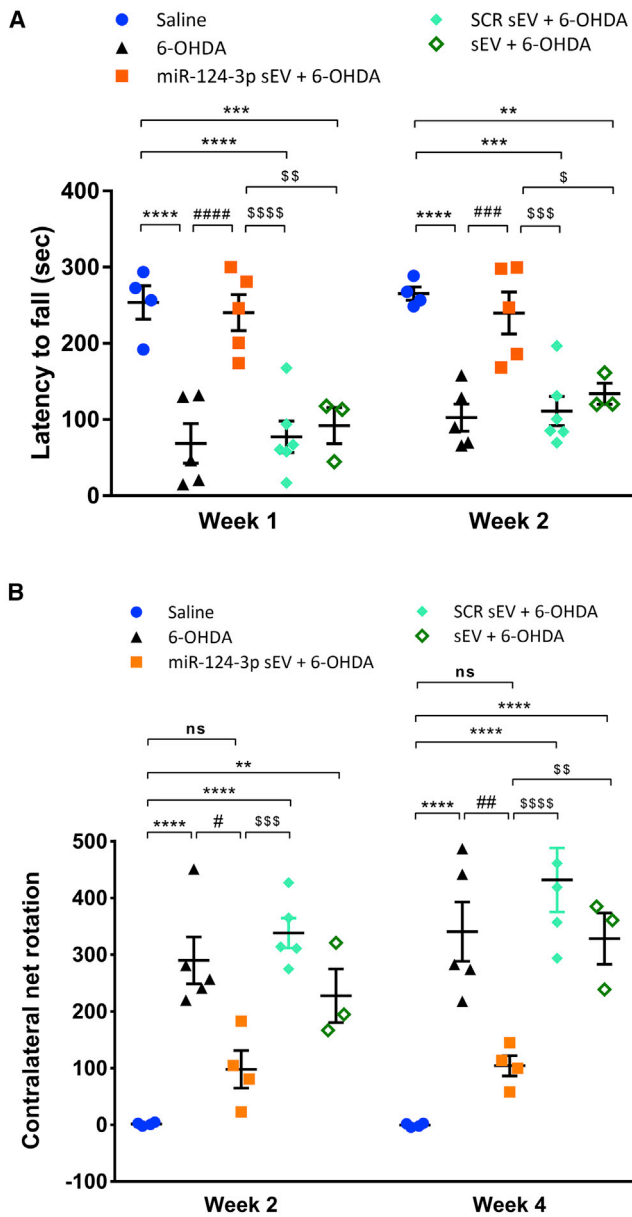 A
Saline
6-OHDA
miR-124-3p sEV + 6-OHDA
SCR sEV + 6-OHDA
sEV + 6-OHDA
*** **
**** ***
$$ $
**** #### $$$$ **** ### $$$
Latency to fall (sec)
400
300
200
100
0
Week 1 Week 2
B
Saline
6-OHDA
miR-124-3p sEV + 6-OHDA
SCR sEV + 6-OHDA
sEV + 6-OHDA
ns
****
ns ****
** $$
****
**** # $$$ **** ## $$$$
Contralateral net rotation
500
400
300
200
100
0
-100
Week 2 Week 4